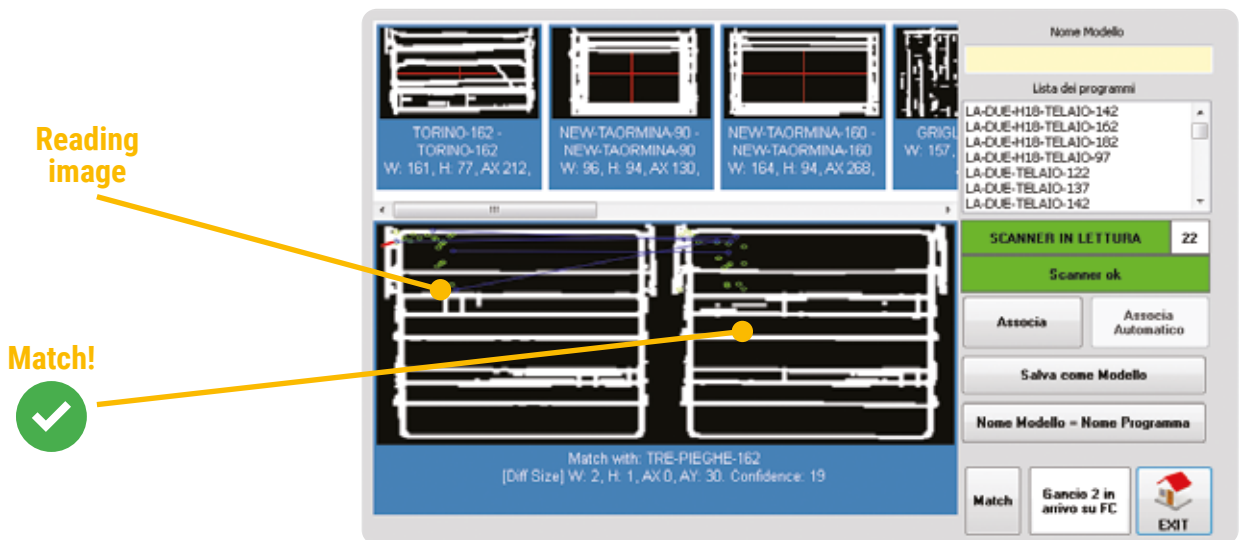 Reading
image
Match!
TORINO-162 -
TORINO-162
W: 161, H: 77, AX 212,
NEW-TAORMINA-90 -
NEW-TAORMINA-90
W: 96, H: 94, AX 130,
NEW-TAORMINA-160 -
NEW-TAORMINA-160
W: 164, H: 94, AX 268,
W: 157,
Match with: TRE-PIEGHE-162
[Diff Size] W: 2, H: 1, AX 0, AY: 30. Confidence: 19
Nome Modello
Lista dei programmi
LA-DUE-H18-TELAIO-142
LA-DUE-H18-TELAIO-162
LA-DUE-H18-TELAIO-182
LA-DUE-H18-TELAIO-97
LA-DUE-TELAIO-122
LA-DUE-TELAIO-137
LA-DUE-TELAIO-142
SCANNER IN LETTURA 22
Scanner ok
Associa
Associa
Automatico
Salva come Modello
Nome Modello = Nome Programma
Match
Gancio 2 in
arrivo su FC
EXIT